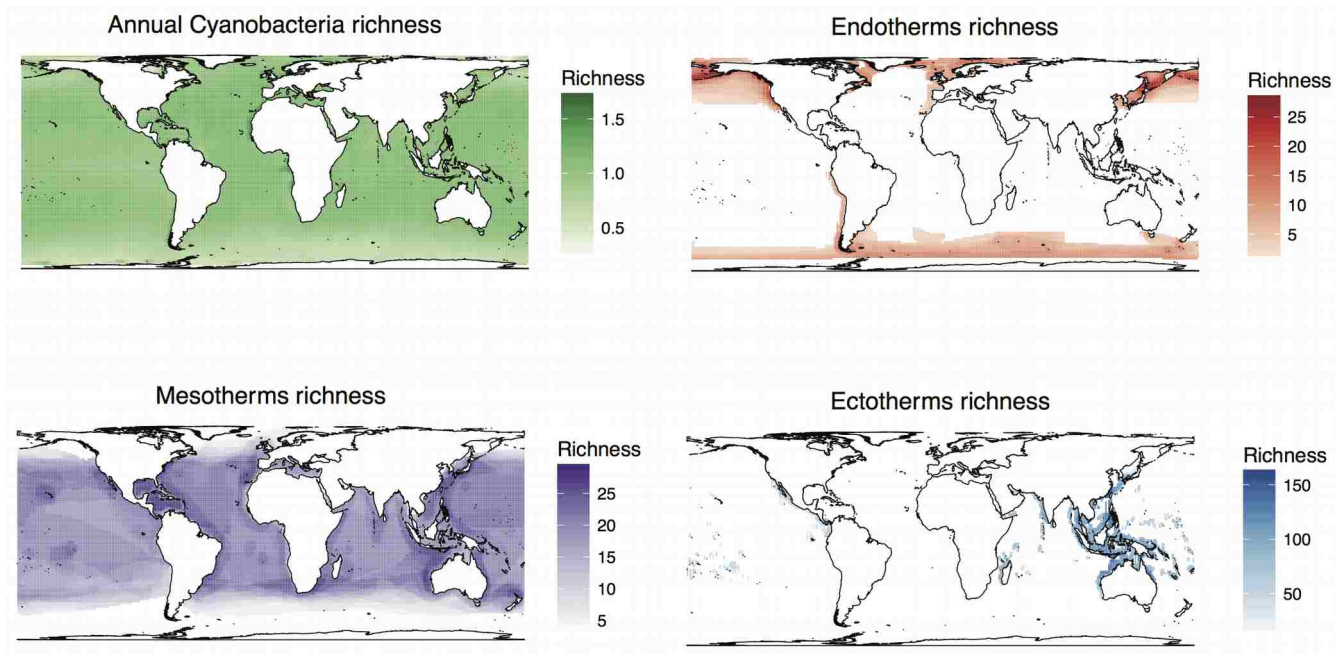 Annual Cyanobacteria richness
Richness
1.5
1.0
0.5
Endotherms richness
Richness
25
20
15
10
5
Mesotherms richness
Richness
25
20
15
10
5
Ectotherms richness
Richness
150
100
50